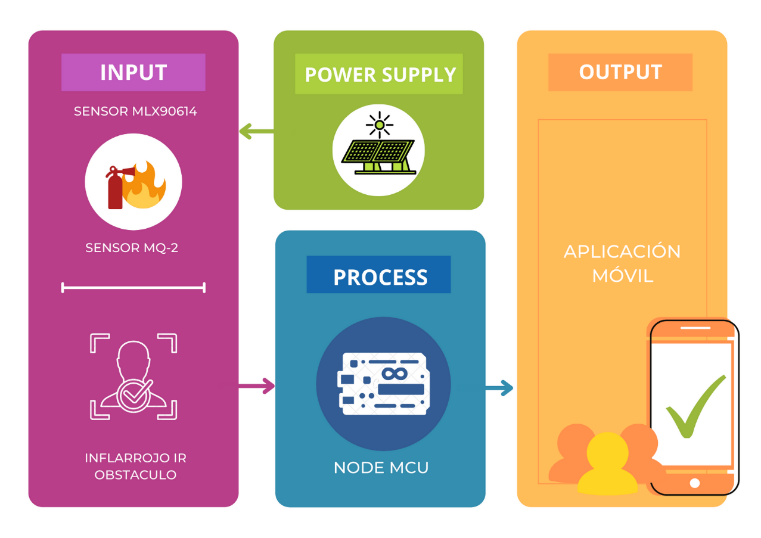 INPUT
SENSOR MLX90614
SENSOR MQ-2
INFLARROJO IR
OBSTACULO
POWER SUPPLY
PROCESS
NODE MCU
OUTPUT
APLICACIÓN
MÓVIL